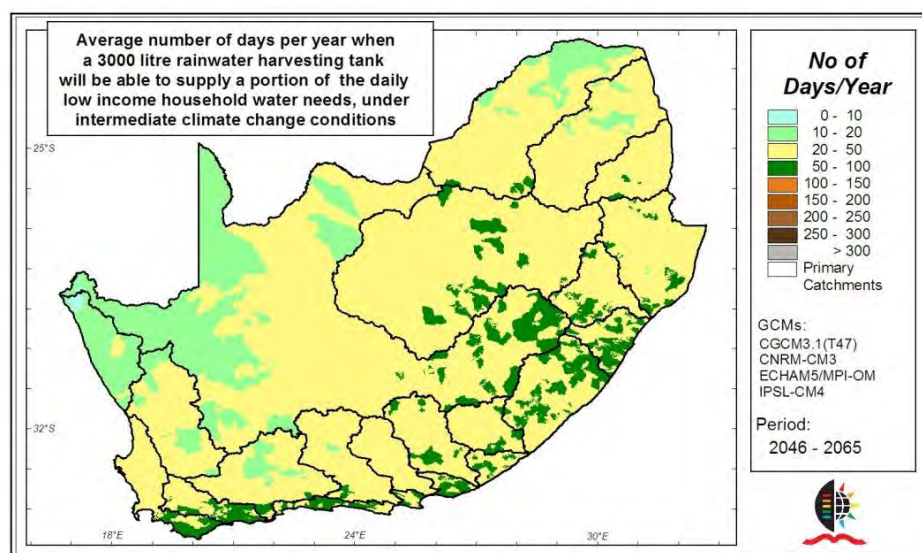 Average number of days per year when
a 3000 litre rainwater harvesting tank
will be able to supply a portion of the daily
low income household water needs, under
intermediate climate change conditions
25°S
32°S
18°E
24°E
30°E
No of
Days/Year
0 - 10
10 - 20
20 - 50
50 - 100
100 - 150
150 - 200
200 - 250
250 - 300
> 300
Primary
Catchments
GCMs:
CGCM3.1(T47)
CNRM-CM3
ECHAM5/MPI-OM
IPSL-CM4
Period:
2046 - 2065